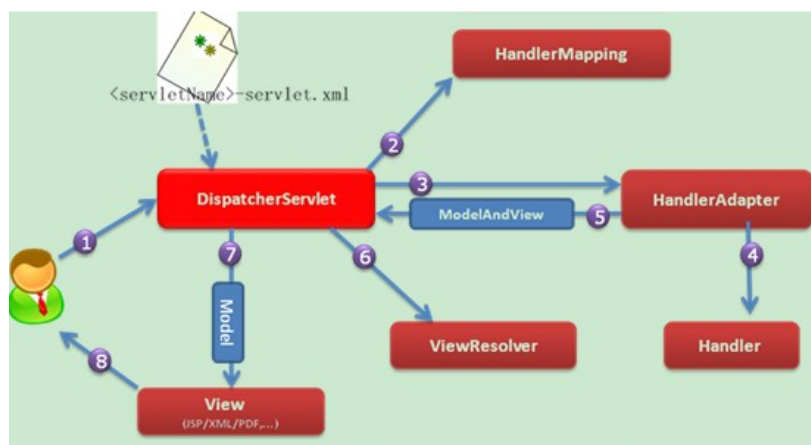 <servletName>-servlet.xml
HandlerMapping
2
DispatcherServlet
3
HandlerAdapter
ModelAndView
5
1
7
6
4
Model
ViewResolver
Handler
8
View
(JSP/XML/PDF,...)